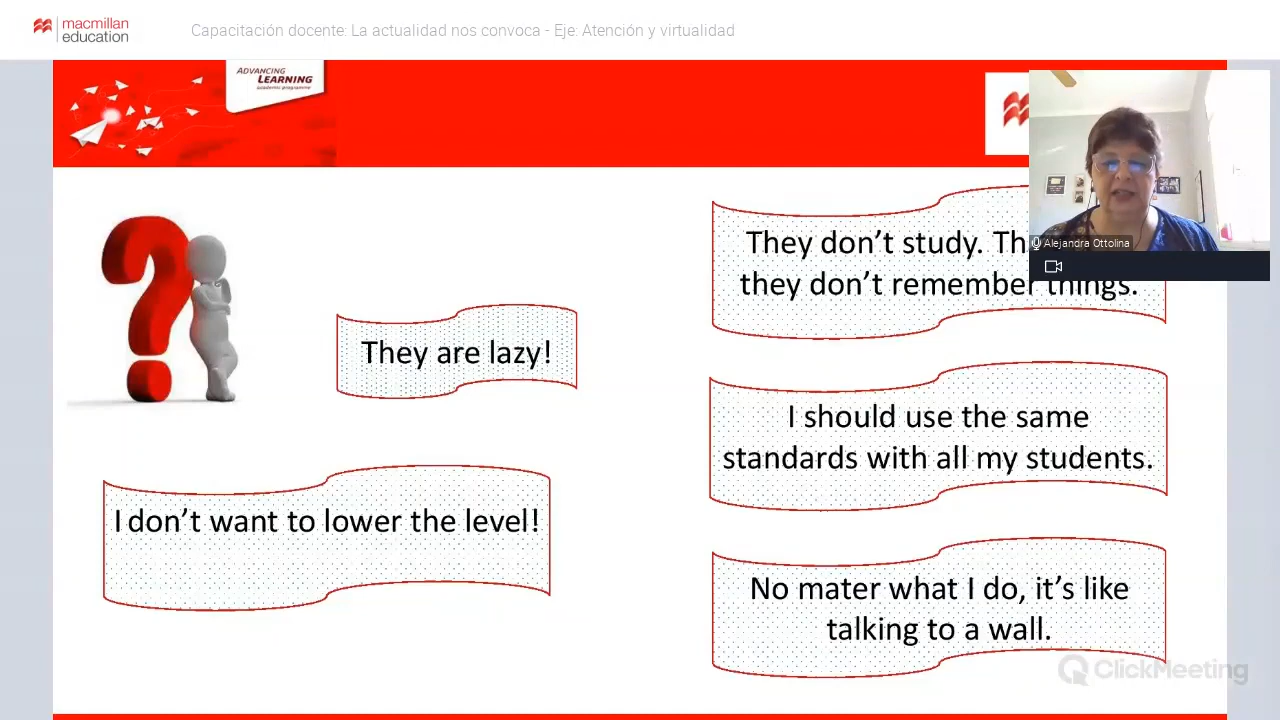 macmillan
education
Capacitación docente: La actualidad nos convoca - Eje: Atención y virtualidad
ADVANCING
LEARNING
academic programme
Alejandra Ottolina
They don't study.
they don't remember things.
They are lazy!
I should use the same
standards with all my students.
I don't want to lower the level!
No mater what I do, it's like
talking to a wall.
ClickMeeting